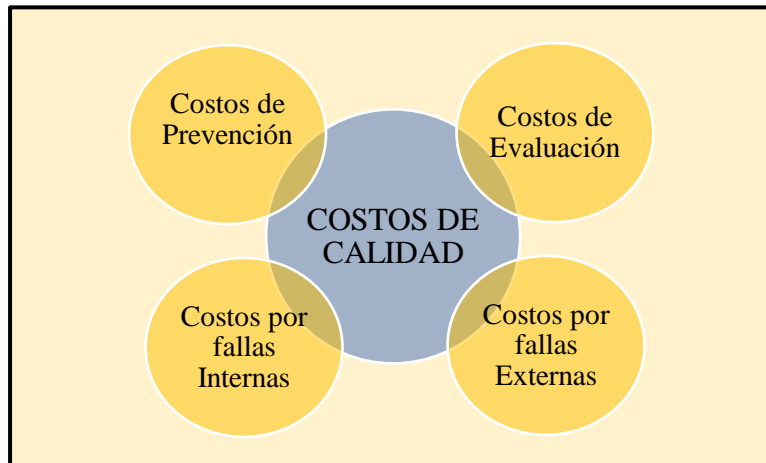 Costos de
Prevención
Costos de
Evaluación
COSTOS DE
CALIDAD
Costos por
fallas
Internas
Costos por
fallas
Externas